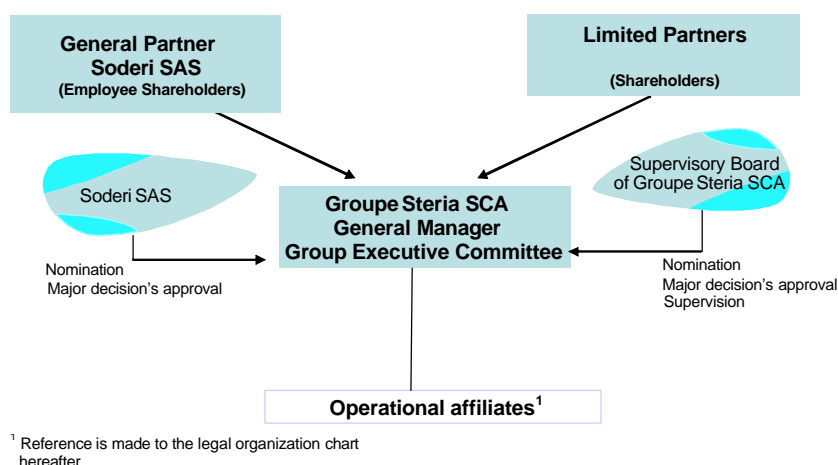 General Partner
Soderi SAS
(Employee Shareholders)
Limited Partners
(Shareholders)
Soderi SAS
Supervisory Board
of Groupe Steria SCA
Groupe Steria SCA
General Manager
Group Executive Committee
Nomination
Major decision's approval
Nomination
Major decision's approval
Supervision
Operational affiliates¹
¹ Reference is made to the legal organization chart
hereafter